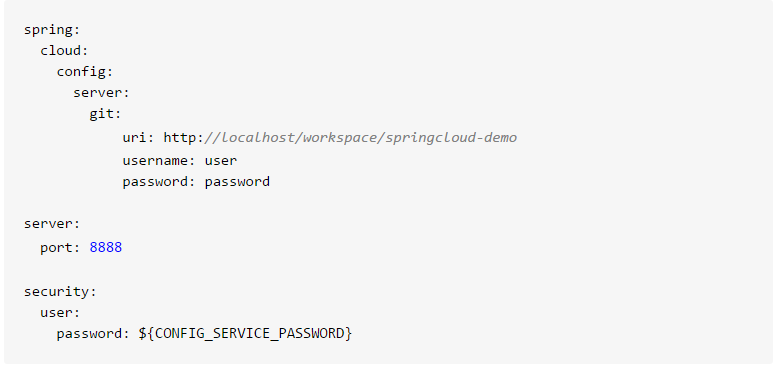 spring:
  cloud:
    config:
      server:
        git:
            uri: http://localhost/workspace/springcloud-demo
            username: user
            password: password
server:
  port: 8888
security:
  user:
    password: ${CONFIG_SERVICE_PASSWORD}